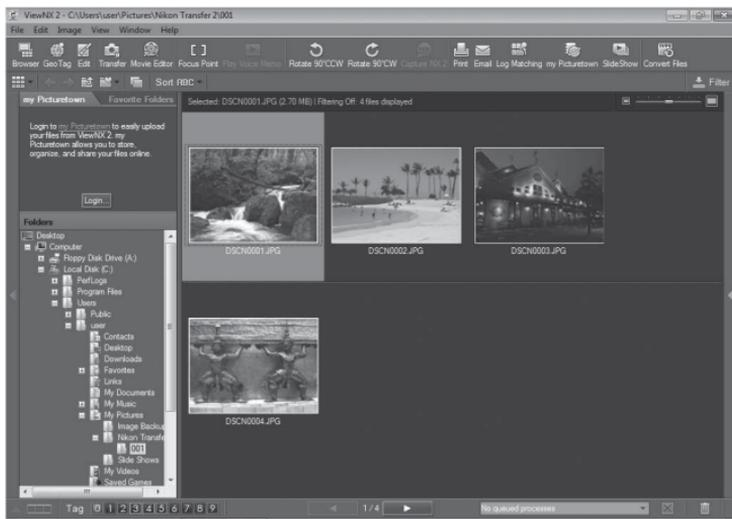 ViewNX 2 - C:\Users\user\Pictures\Nikon Transfer 2\001
File Edit Image View Window Help
Browser GeoTag Edit Transfer Movie Editor Focus Point Play Voice Memo Rotate 90°CCW Rotate 90°CW Capture NX 2 Print Email Log Matching my Picturetown SlideShow Convert Files
Sort ABC Filter
my Picturetown Favorite Folders Selected: DSCN0001.JPG (2.70 MB) | Filtering Off: 4 files displayed
Login to my Picturetown to easily upload
your files from ViewNX 2. my
Picturetown allows you to store,
organize, and share your files online.
Login...
Folders
Desktop
Computer
Floppy Disk Drive (A:)
Local Disk (C:)
PerfLogs
Program Files
Users
Public
user
Contacts
Desktop
Downloads
Favorites
Links
My Documents
My Music
My Pictures
Image Backup
Nikon Transfe
001
Slide Shows
My Videos
Saved Games
DSCN0001.JPG DSCN0002.JPG DSCN0003.JPG
DSCN0004.JPG
Tag 0 1 2 3 4 5 6 7 8 9 1/4 No queued processes